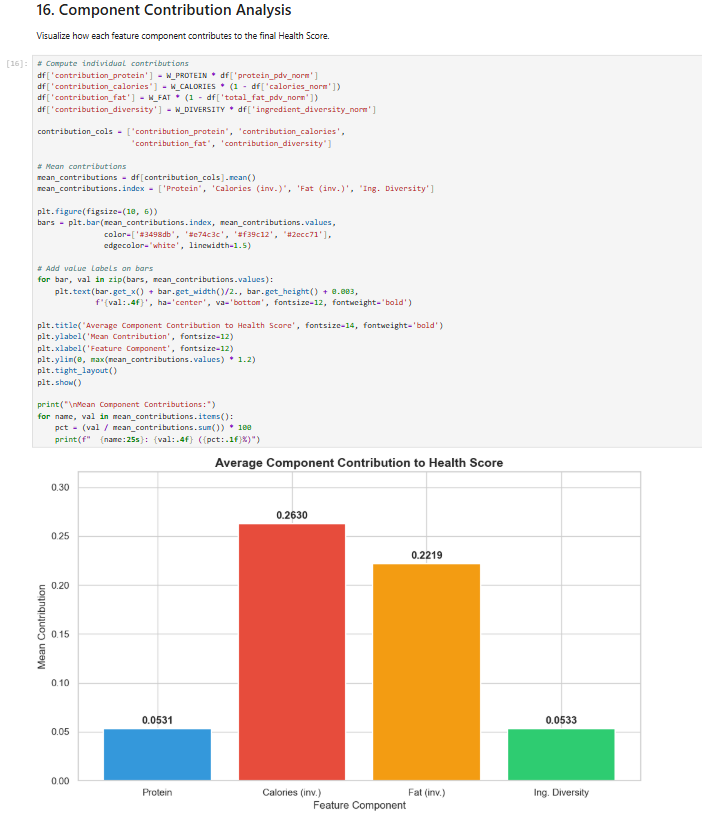 16. Component Contribution Analysis
Visualize how each feature component contributes to the final Health Score.
[16]:
# Compute individual contributions
df['contribution_protein'] = W_PROTEIN * df['protein_pdv_norm']
df['contribution_calories'] = W_CALORIES * (1 - df['calories_norm'])
df['contribution_fat'] = W_FAT * (1 - df['total_fat_pdv_norm'])
df['contribution_diversity'] = W_DIVERSITY * df['ingredient_diversity_norm']
contribution_cols = ['contribution_protein', 'contribution_calories',
'contribution_fat', 'contribution_diversity']
# Mean contributions
mean_contributions = df[contribution_cols].mean()
mean_contributions.index = ['Protein', 'Calories (inv.)', 'Fat (inv.)', 'Ing. Diversity']
plt.figure(figsize=(10, 6))
bars = plt.bar(mean_contributions.index, mean_contributions.values,
color=['#3498db', '#e74c3c', '#f39c12', '#2ecc71'],
edgecolor='white', linewidth=1.5)
# Add value labels on bars
for bar, val in zip(bars, mean_contributions.values):
plt.text(bar.get_x() + bar.get_width()/2., bar.get_height() + 0.003,
f'{val:.4f}', ha='center', va='bottom', fontsize=12, fontweight='bold')
plt.title('Average Component Contribution to Health Score', fontsize=14, fontweight='bold')
plt.ylabel('Mean Contribution', fontsize=12)
plt.xlabel('Feature Component', fontsize=12)
plt.ylim(0, max(mean_contributions.values) * 1.2)
plt.tight_layout()
plt.show()
print("\nMean Component Contributions:")
for name, val in mean_contributions.items():
pct = (val / mean_contributions.sum()) * 100
print(f"  {name:25s}: {val:.4f} ({pct:.1f}%)")
Average Component Contribution to Health Score
0.30
0.25
0.20
0.15
0.10
0.05
0.00
Mean Contribution
0.0531
0.2630
0.2219
0.0533
Protein
Calories (inv.)
Fat (inv.)
Ing. Diversity
Feature Component